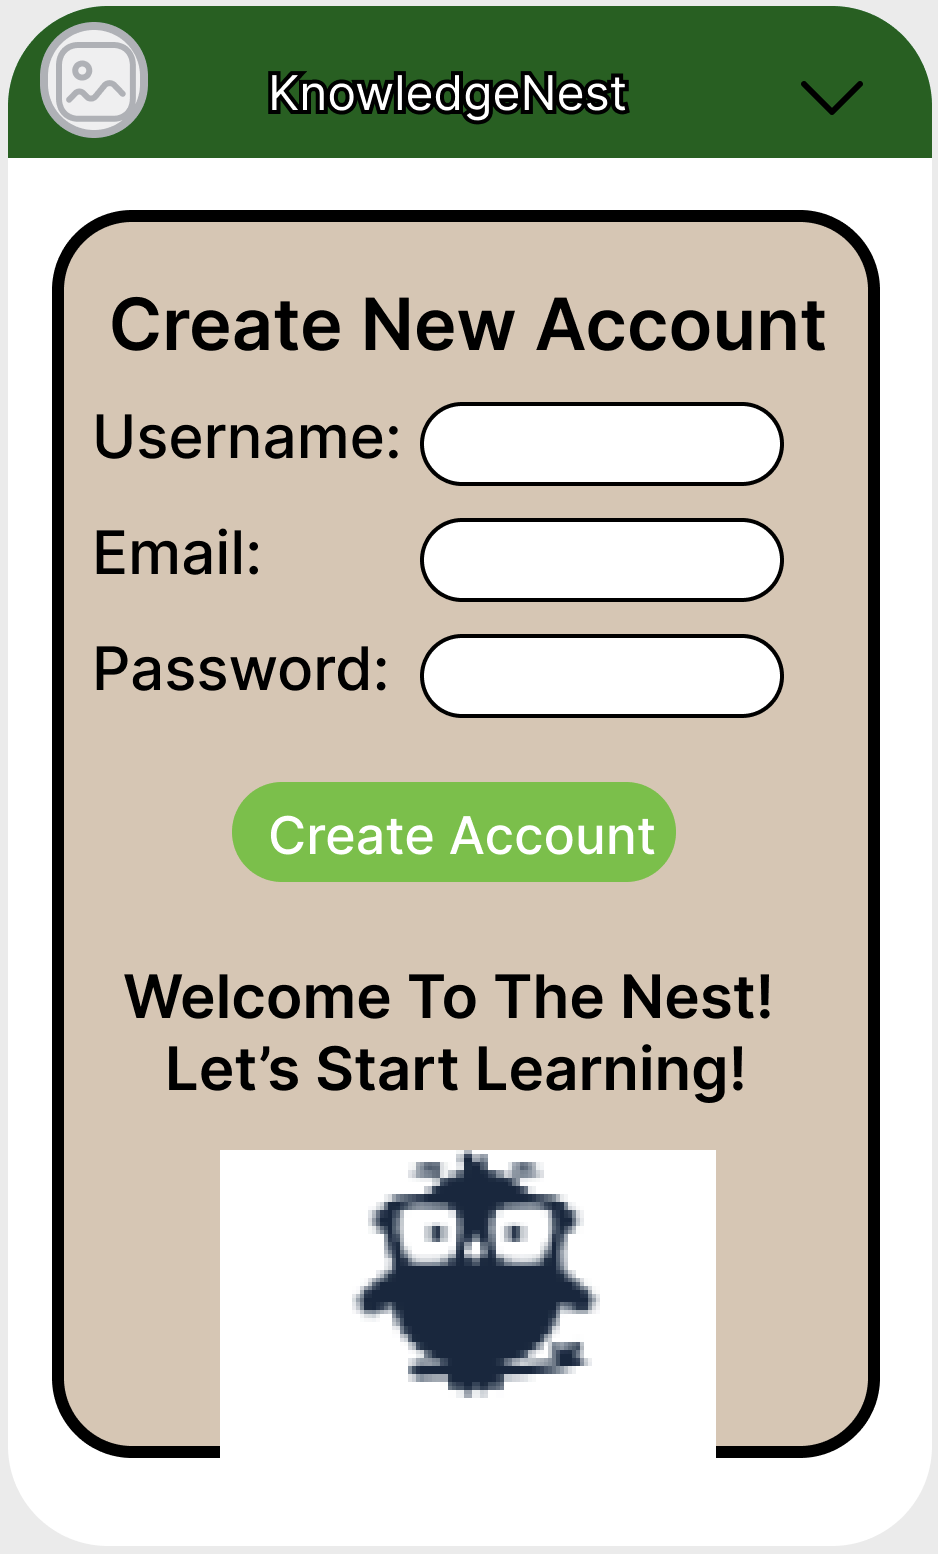 KnowledgeNest
Create New Account
Username:
Email:
Password:
Create Account
Welcome To The Nest!
Let’s Start Learning!